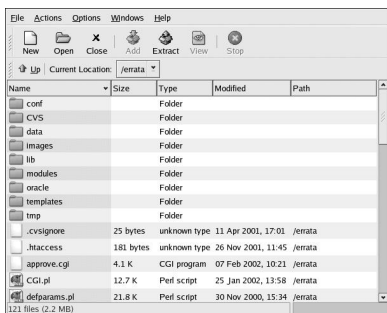 File Actions Options Windows Help
New Open Close Add Extract View Stop
Up Current Location: /errata
Name Size Type Modified Path
conf Folder
CVS Folder
data Folder
images Folder
lib Folder
modules Folder
oracle Folder
templates Folder
tmp Folder
.cvsignore 25 bytes unknown type 11 Apr 2001, 17:01 /errata
.htaccess 181 bytes unknown type 26 Nov 2001, 11:45 /errata
approve.cgi 4.1 K CGI program 07 Feb 2002, 10:21 /errata
CGI.pl 12.7 K Perl script 25 Jan 2002, 13:58 /errata
defparams.pl 21.8 K Perl script 30 Nov 2000, 15:34 /errata
121 files (2.2 MB)